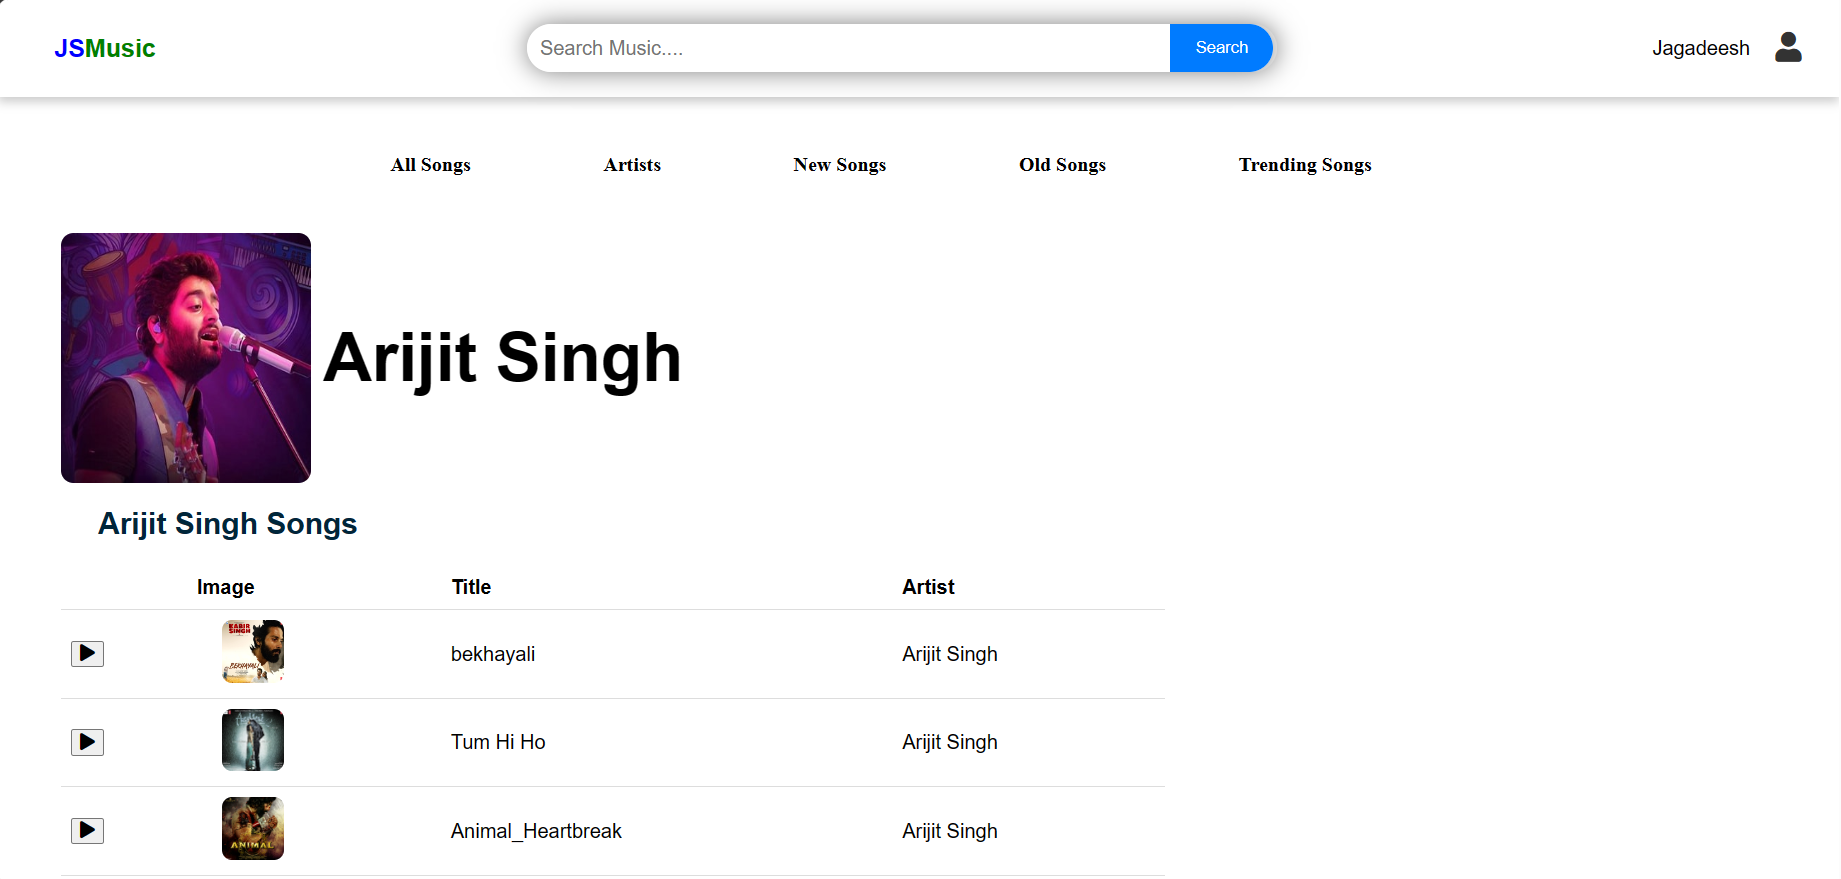 JSMusic
Search Music....
Search
Jagadeesh
All Songs
Artists
New Songs
Old Songs
Trending Songs
Arijit Singh
Arijit Singh Songs
Image Title Artist
KABIR
SINGH
BEKHAYALI
bekhayali Arijit Singh
Tum Hi Ho Arijit Singh
ANIMAL
Animal_Heartbreak Arijit Singh